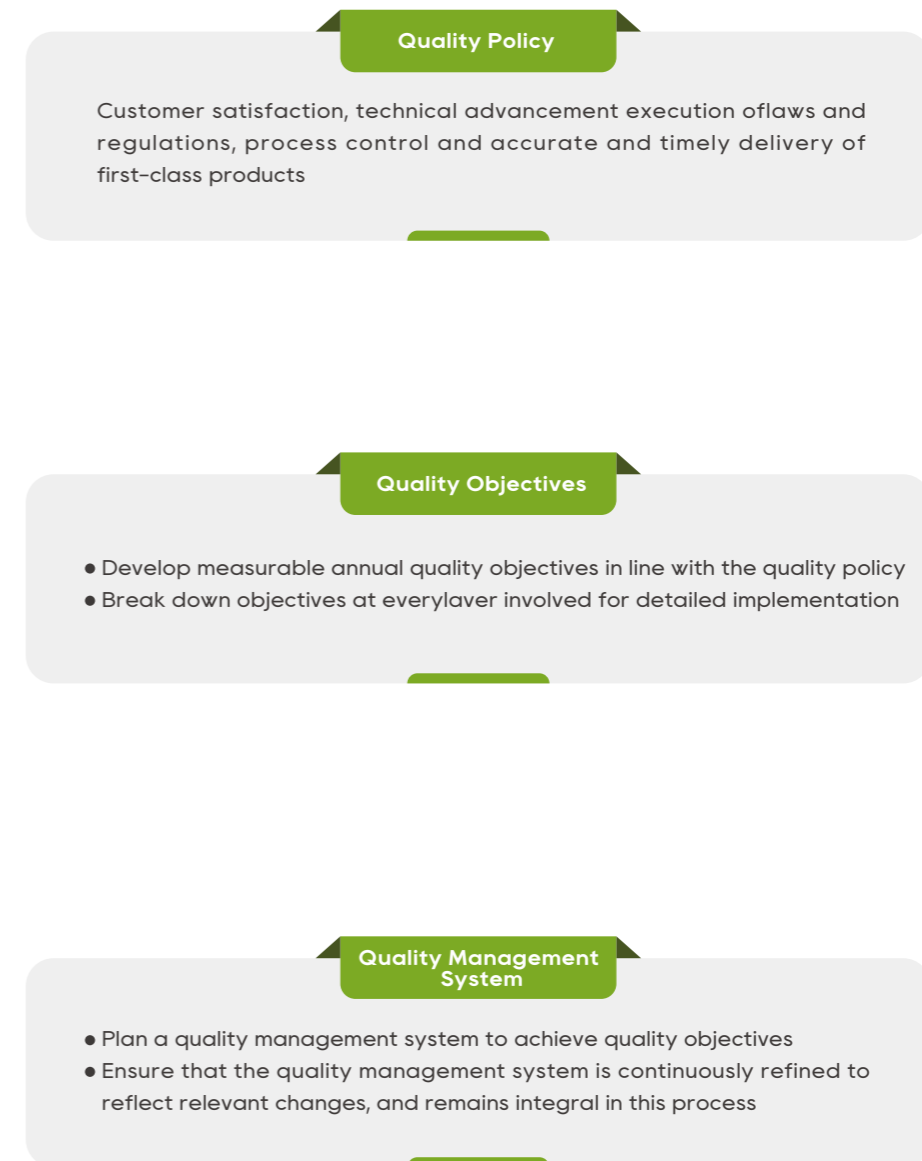 Quality Policy
Customer satisfaction, technical advancement execution oflaws and
regulations, process control and accurate and timely delivery of
first-class products
Quality Objectives
● Develop measurable annual quality objectives in line with the quality policy
● Break down objectives at everylaver involved for detailed implementation
Quality Management
System
● Plan a quality management system to achieve quality objectives
● Ensure that the quality management system is continuously refined to
reflect relevant changes, and remains integral in this process